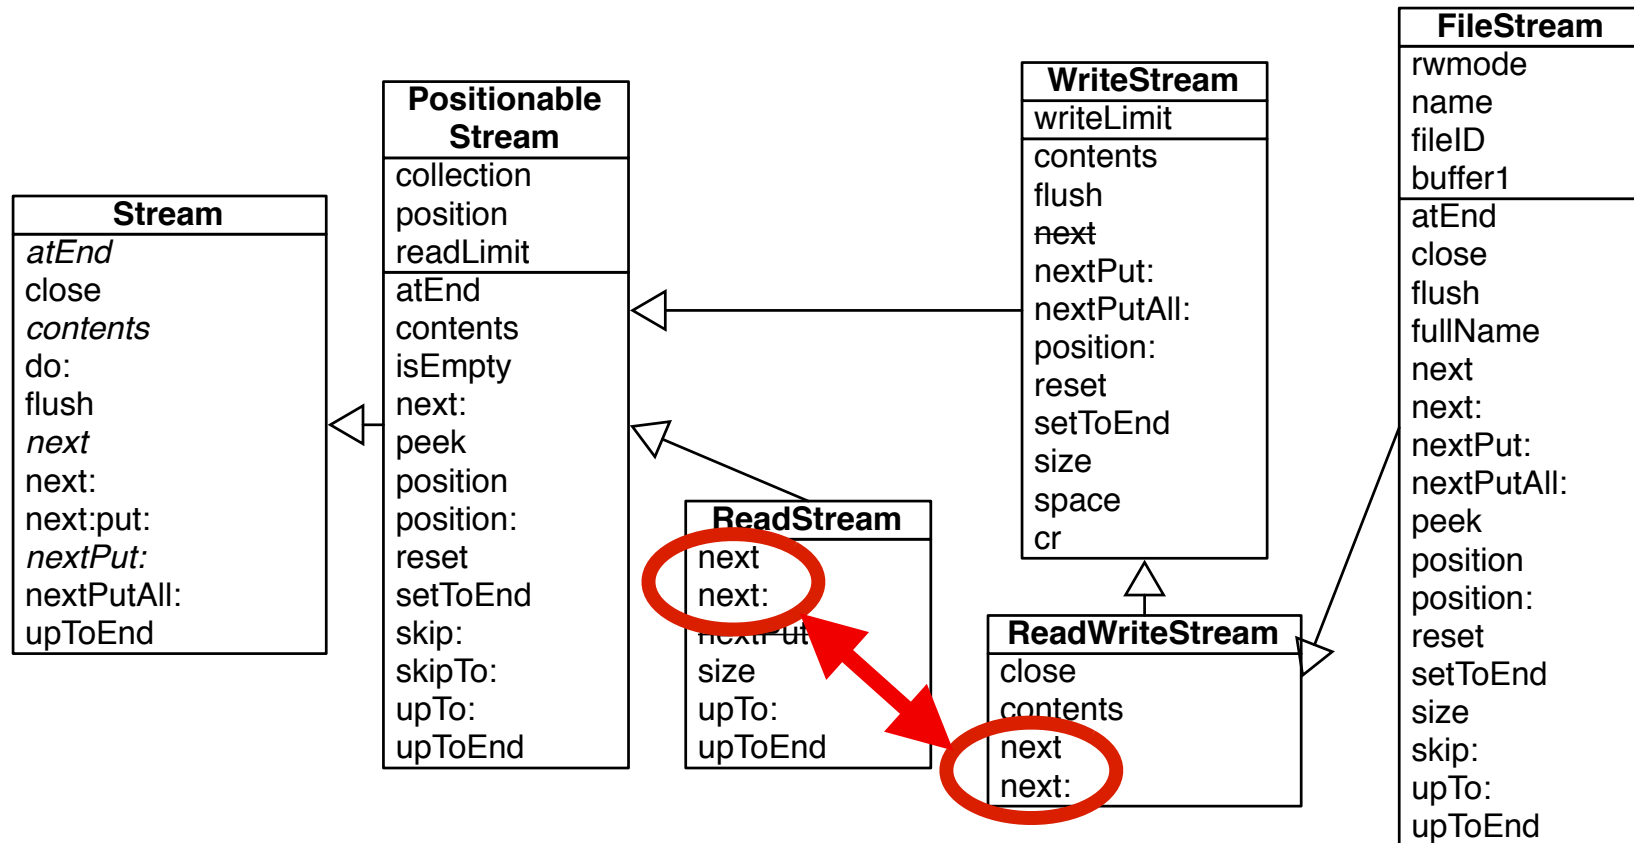 Stream
atEnd
close
contents
do:
flush
next
next:
next:put:
nextPut:
nextPutAll:
upToEnd
Positionable
Stream
collection
position
readLimit
atEnd
contents
isEmpty
next:
peek
position
position:
reset
setToEnd
skip:
skipTo:
upTo:
upToEnd
ReadStream
next
next:
nextPut
size
upTo:
upToEnd
WriteStream
writeLimit
contents
flush
next
nextPut:
nextPutAll:
position:
reset
setToEnd
size
space
cr
ReadWriteStream
close
contents
next
next:
FileStream
rwmode
name
fileID
buffer1
atEnd
close
flush
fullName
next
next:
nextPut:
nextPutAll:
peek
position
position:
reset
setToEnd
size
skip:
upTo:
upToEnd